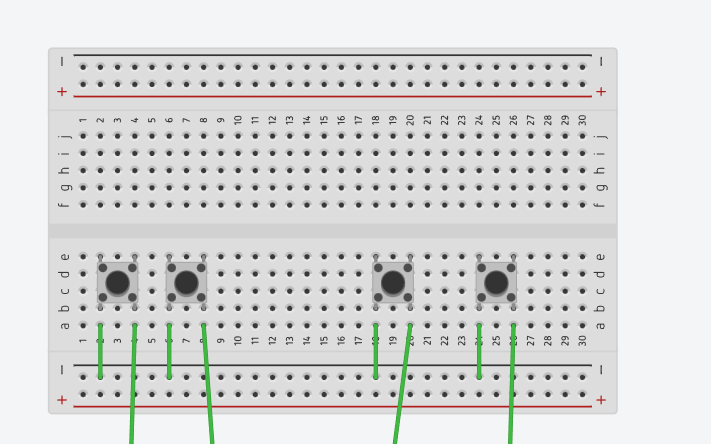 − −
+ +
1 2 3 4 5 6 7 8 9 10 11 12 13 14 15 16 17 18 19 20 21 22 23 24 25 26 27 28 29 30
j j
i i
h h
g g
f f
e e
d d
c c
b b
a a
1 3 5 7 9 10 11 12 13 14 15 16 17 19 21 22 23 25 27 28 29 30
− −
+ +